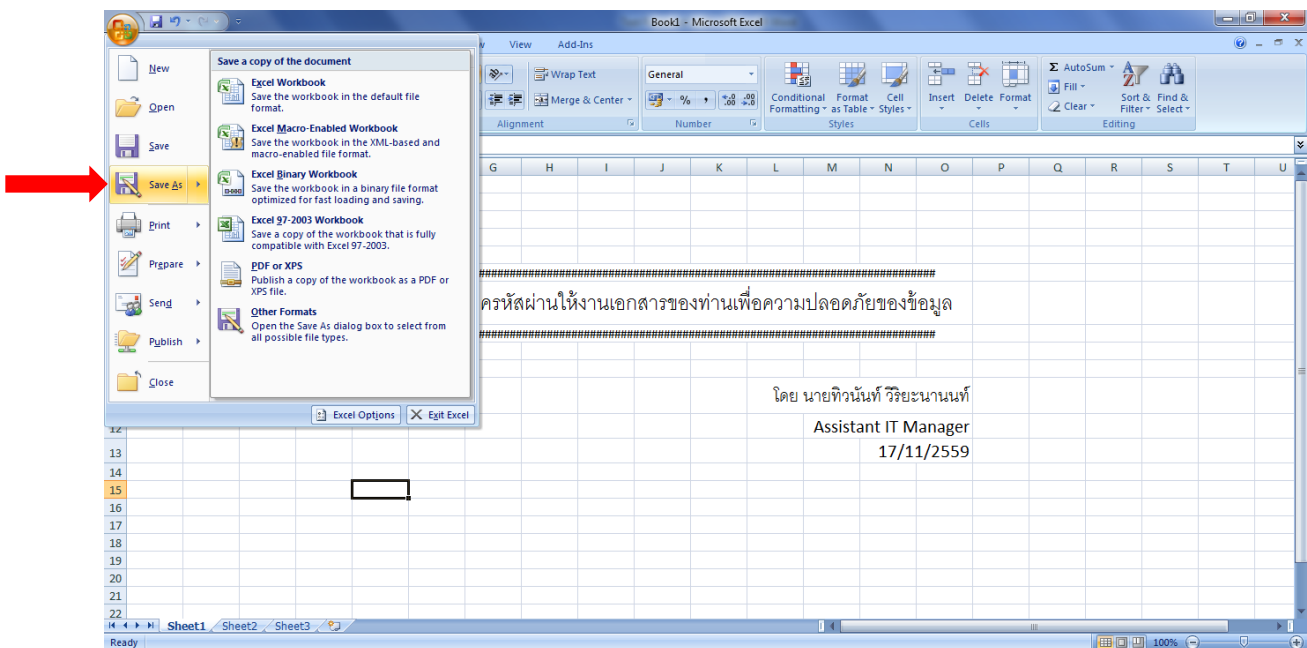 Book1 - Microsoft Excel
View Add-Ins
Wrap Text General Σ AutoSum
Fill
Merge & Center % , .0 .00 .00 .0 Conditional Formatting Format as Table Cell Styles Insert Delete Format Clear Sort & Filter Find & Select
Alignment Number Styles Cells Editing
New
Open
Save
Save As
Print
Prepare
Send
Publish
Close
Save a copy of the document
Excel Workbook
Save the workbook in the default file
format.
Excel Macro-Enabled Workbook
Save the workbook in the XML-based and
macro-enabled file format.
Excel Binary Workbook
Save the workbook in a binary file format
optimized for fast loading and saving.
Excel 97-2003 Workbook
Save a copy of the workbook that is fully
compatible with Excel 97-2003.
PDF or XPS
Publish a copy of the workbook as a PDF or
XPS file.
Other Formats
Open the Save As dialog box to select from
all possible file types.
Excel Options Exit Excel
G H I J K L M N O P Q R S T U
##########################################################################
ครหัสผ่านให้งานเอกสารของท่านเพื่อความปลอดภัยของข้อมูล
##########################################################################
โดย นายทิวนันท์ วีริยะนานนท์
12 Assistant IT Manager
13 17/11/2559
14
15
16
17
18
19
20
21
22
Sheet1 Sheet2 Sheet3
Ready 100%